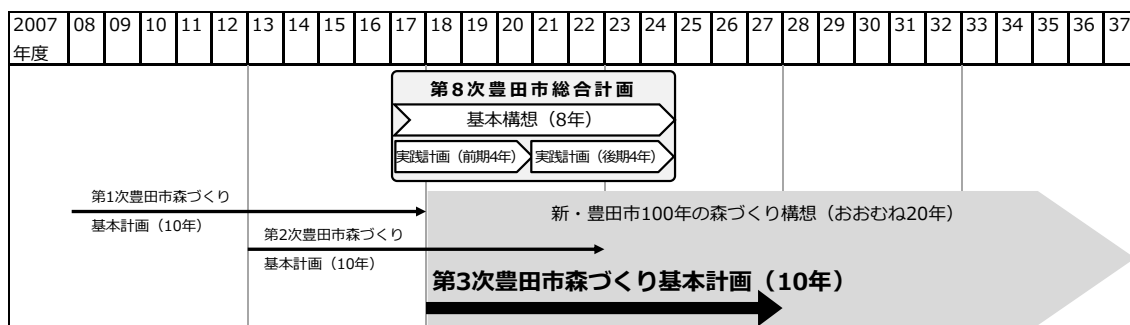 2007 08 09 10 11 12 13 14 15 16 17 18 19 20 21 22 23 24 25 26 27 28 29 30 31 32 33 34 35 36 37
年度
第8次豊田市総合計画
基本構想（8年）
実践計画（前期4年） 実践計画（後期4年）
第1次豊田市森づくり
基本計画（10年）
新・豊田市100年の森づくり構想（おおむね20年）
第2次豊田市森づくり
基本計画（10年）
第3次豊田市森づくり基本計画（10年）